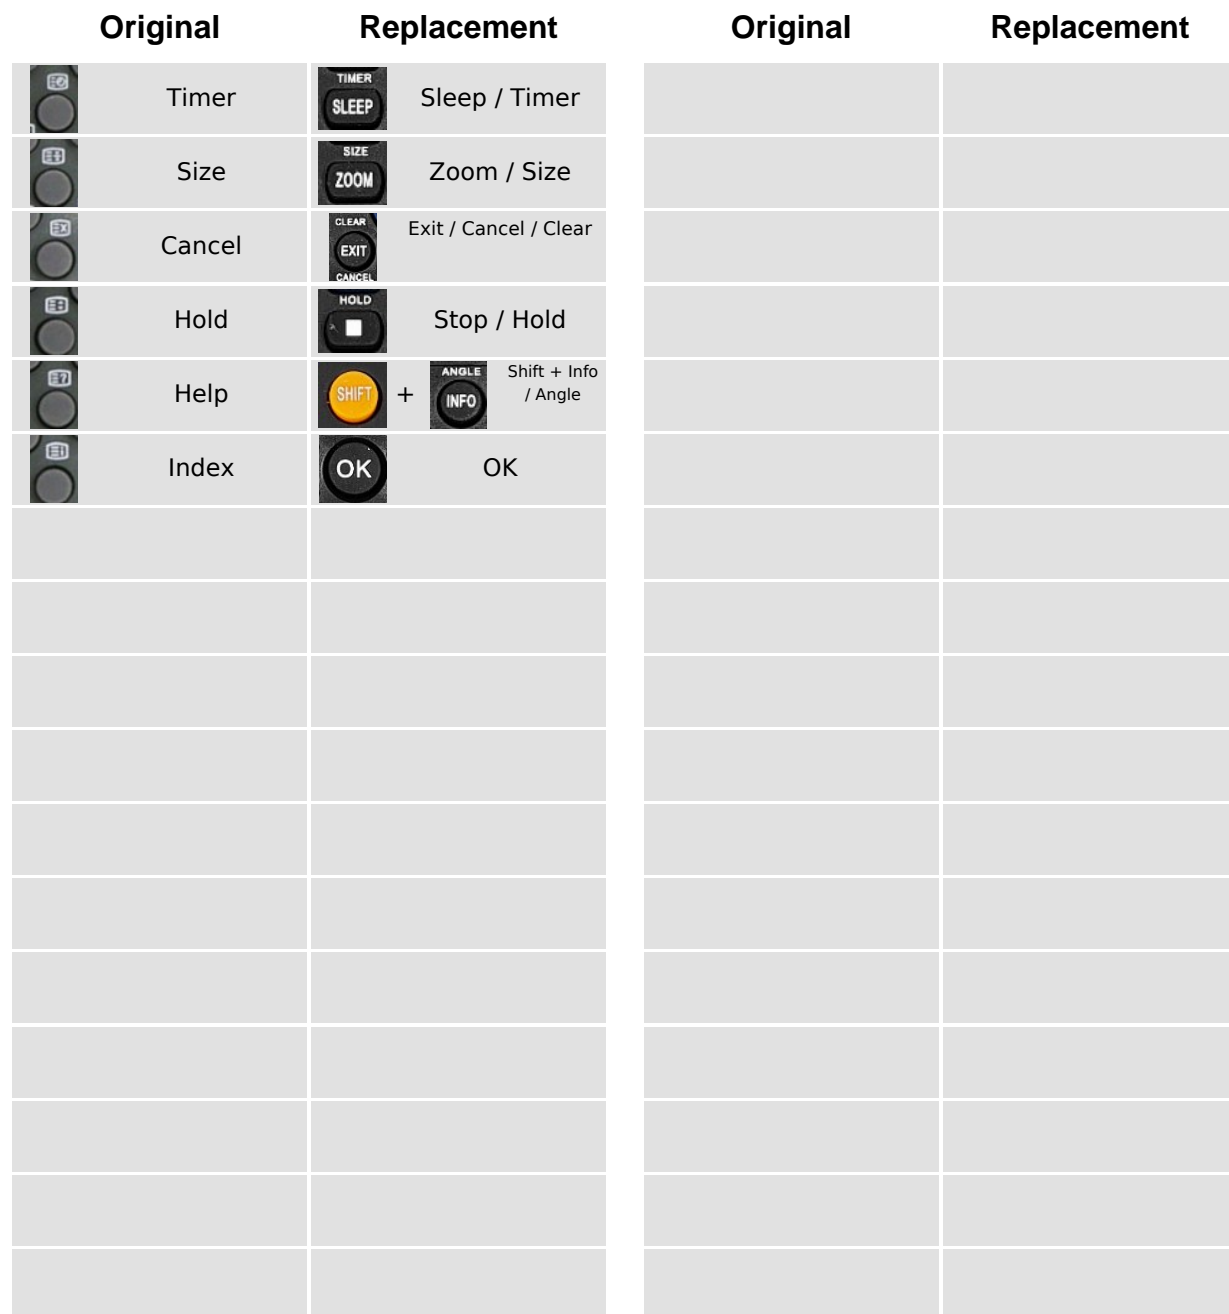 Original Replacement Original Replacement
Timer TIMER SLEEP Sleep / Timer
Size SIZE ZOOM Zoom / Size
Cancel CLEAR EXIT CANCEL Exit / Cancel / Clear
Hold HOLD Stop / Hold
Help SHIFT + ANGLE INFO Shift + Info
/ Angle
Index OK OK